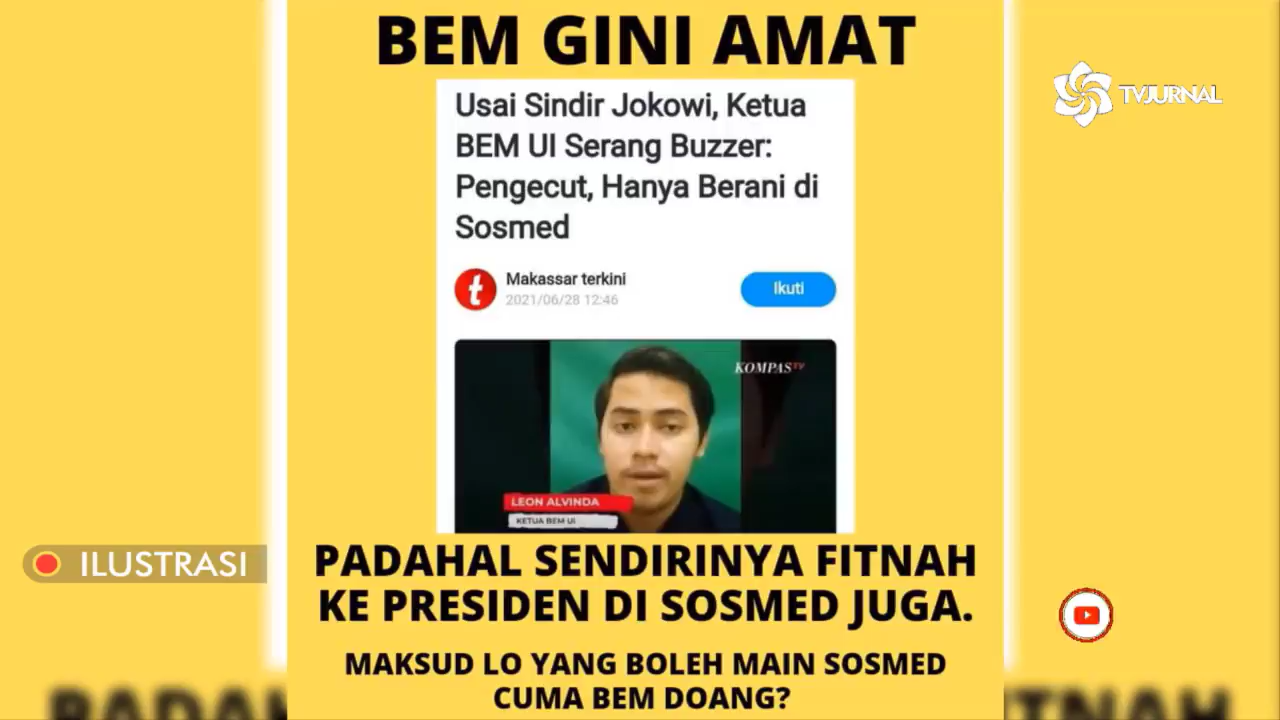 BEM GINI AMAT
TVJURNAL
Usai Sindir Jokowi, Ketua
BEM UI Serang Buzzer:
Pengecut, Hanya Berani di
Sosmed
t
Makassar terkini
2021/06/28 12:46
Ikuti
KOMPASTV
LEON ALVINDA
KETUA BEM UI
ILUSTRASI
PADAHAL SENDIRINYA FITNAH
KE PRESIDEN DI SOSMED JUGA.
MAKSUD LO YANG BOLEH MAIN SOSMED
CUMA BEM DOANG?